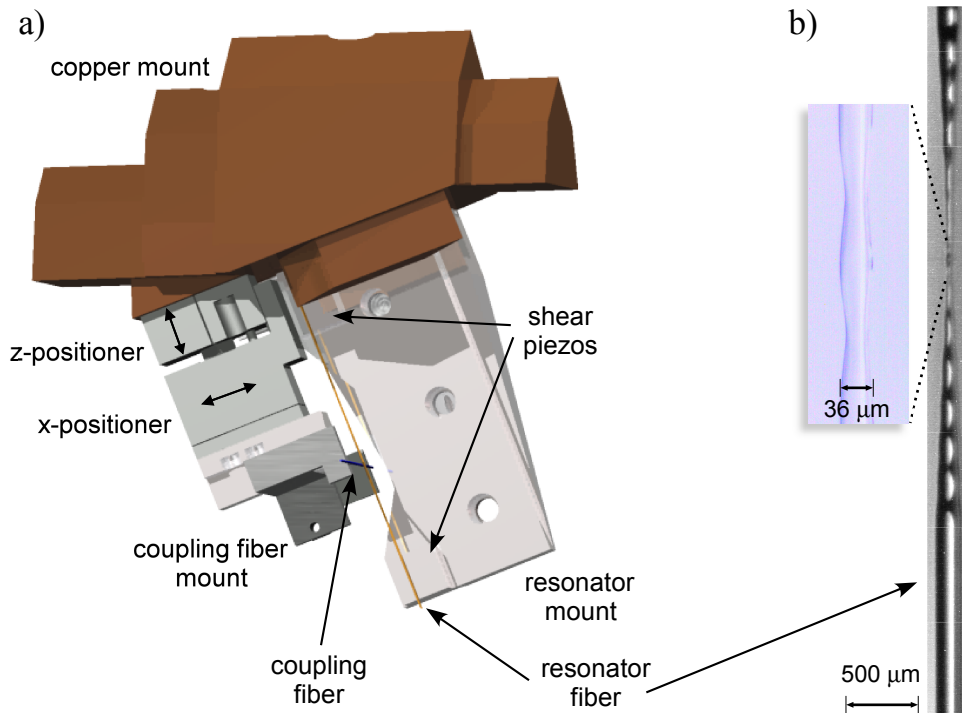 a)
copper mount
z-positioner
x-positioner
shear
piezos
coupling fiber
mount
coupling
fiber
resonator
mount
resonator
fiber
b)
36 μm
500 μm